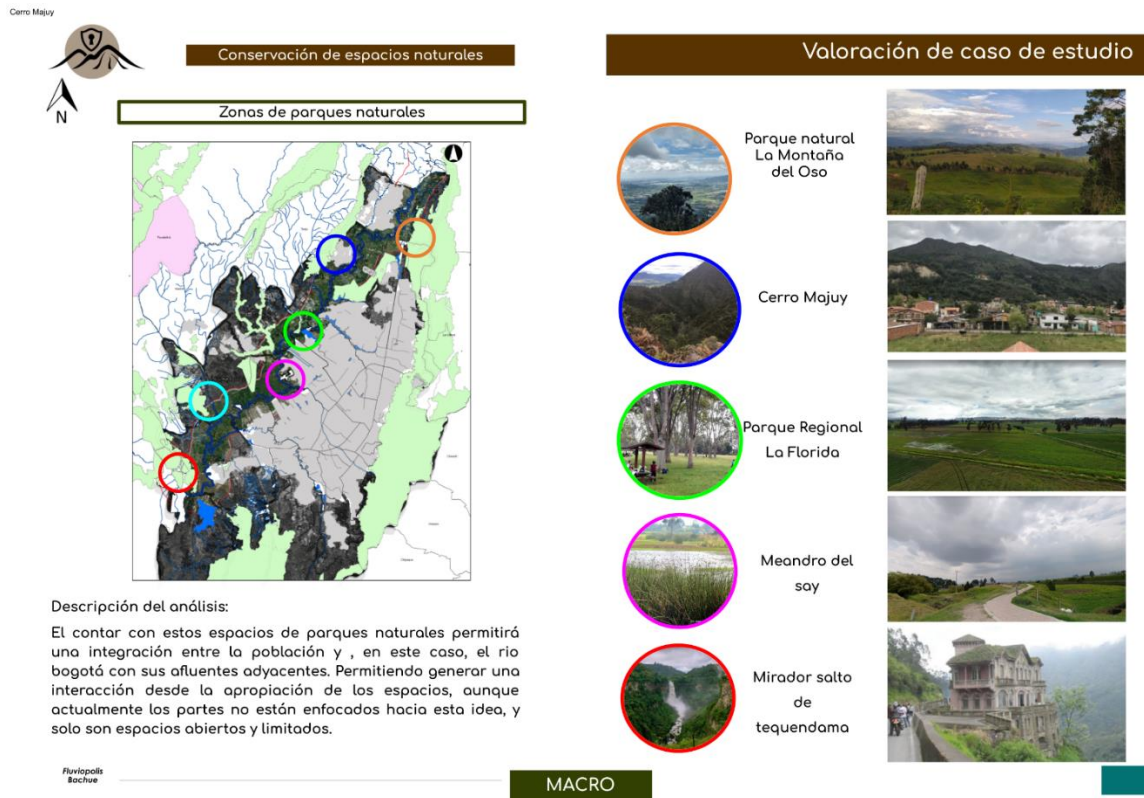 Cerro Majuy
Conservación de espacios naturales
N
Zonas de parques naturales
Descripción del análisis:
El contar con estos espacios de parques naturales permitirá
una integración entre la población y , en este caso, el rio
bogotá con sus afluentes adyacentes. Permitiendo generar una
interacción desde la apropiación de los espacios, aunque
actualmente los partes no están enfocados hacia esta idea, y
solo son espacios abiertos y limitados.
Fluviopolis
Bachue
MACRO
Valoración de caso de estudio
Parque natural
La Montaña
del Oso
Cerro Majuy
Parque Regional
La Florida
Meandro del
say
Mirador salto
de
tequendama